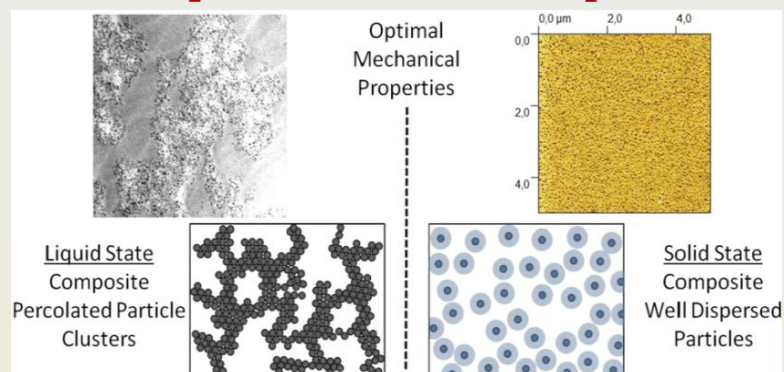 Optimal
Mechanical
Properties
0,0 µm 2,0 4,0
0,0
2,0
4,0
Liquid State
Composite
Percolated Particle
Clusters
Solid State
Composite
Well Dispersed
Particles